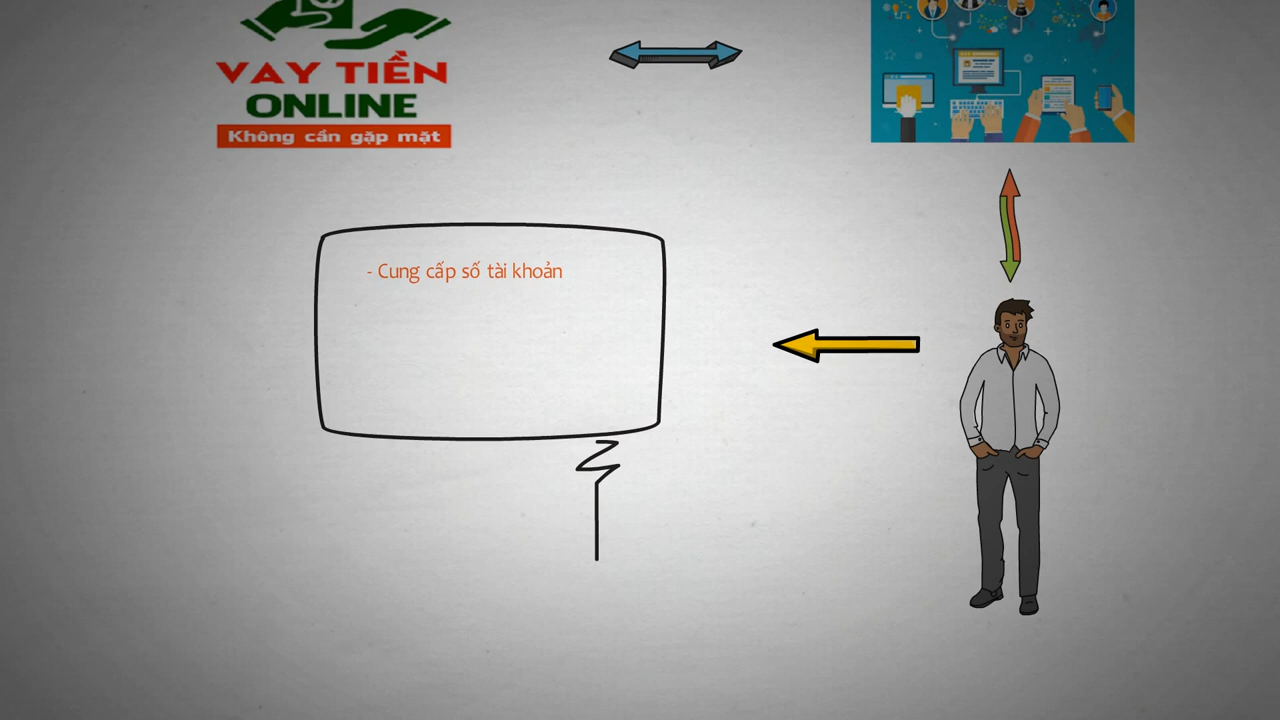 VAY TIỀN
ONLINE
Không cần gặp mặt
- Cung cấp số tài khoản